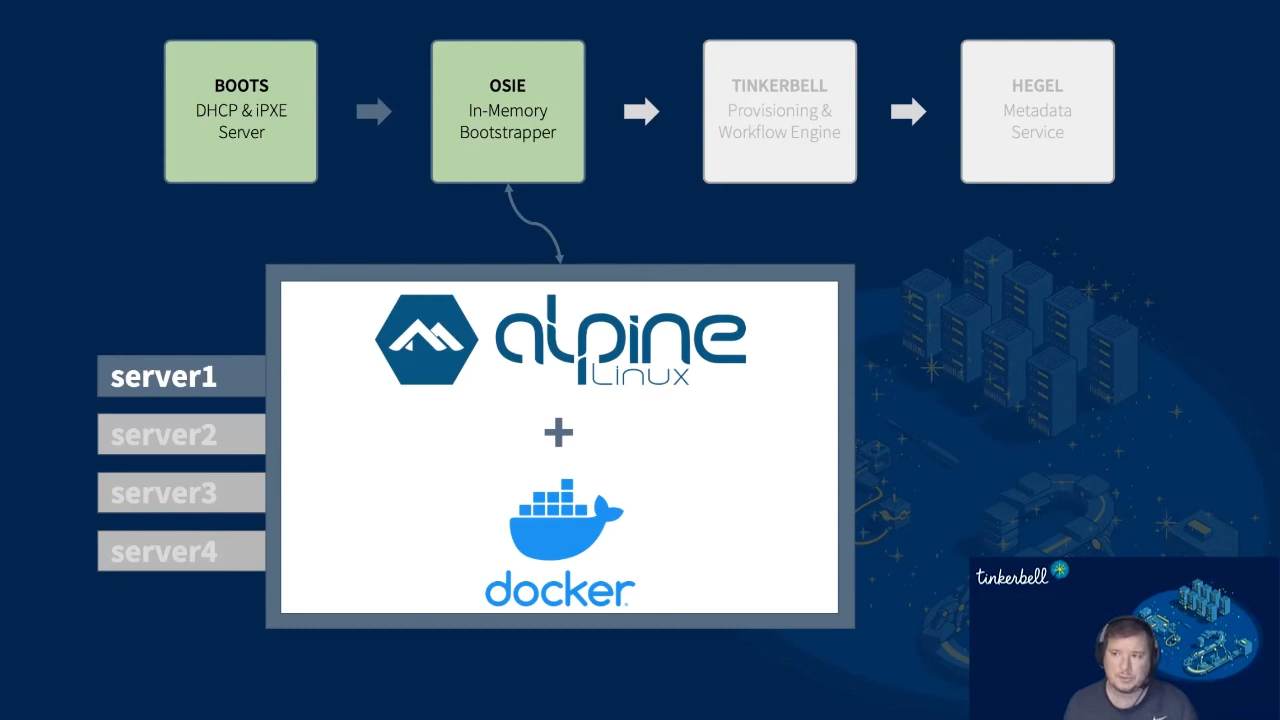 BOOTS
DHCP & iPXE
Server
OSIE
In-Memory
Bootstrapper
TINKERBELL
Provisioning &
Workflow Engine
HEGEL
Metadata
Service
alpine
Linux
+
docker
server1
server2
server3
server4
tinkerbell